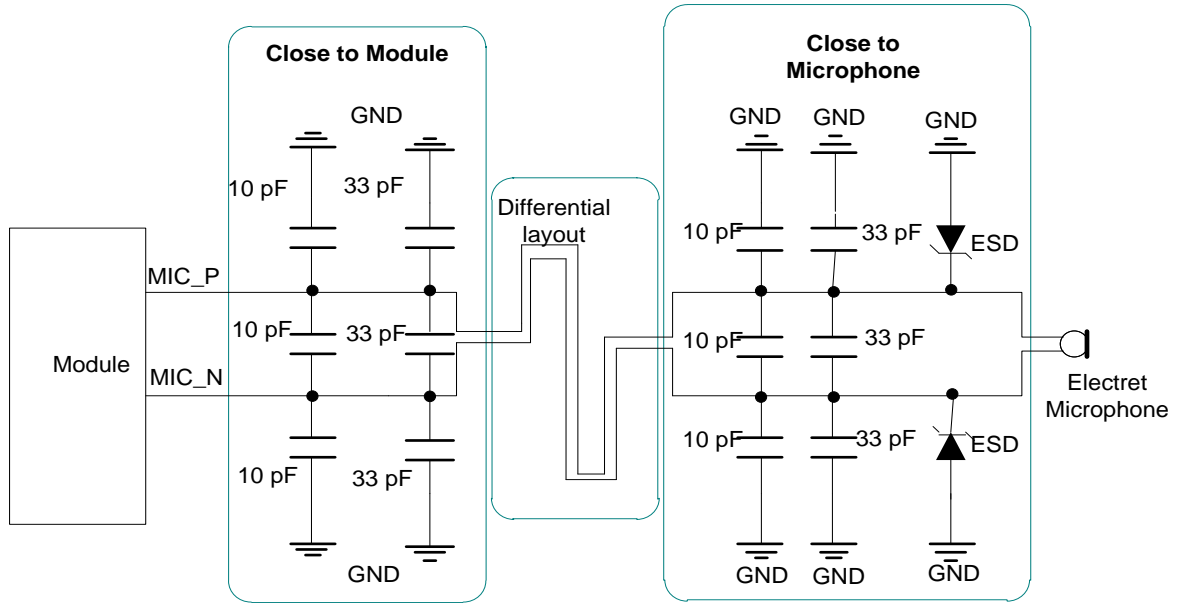 Close to Module
Close to
Microphone
GND
GND
GND
GND
10 pF
33 pF
Differential
layout
10 pF
33 pF
ESD
MIC_P
10 pF
33 pF
10 pF
33 pF
Module
MIC_N
Electret
Microphone
10 pF
33 pF
10 pF
33 pF
ESD
GND
GND
GND
GND